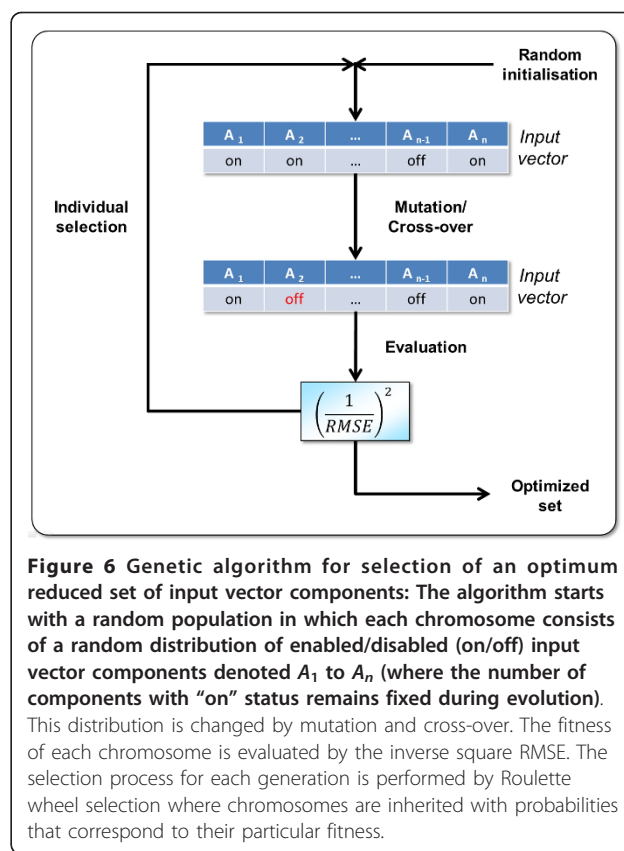 Random
initialisation
A 1 A 2 ... A n-1 A n
on on ... off on
Input
vector
Individual
selection
Mutation/
Cross-over
A 1 A 2 ... A n-1 A n
on off ... off on
Input
vector
Evaluation
(1/RMSE)²
Optimized
set
Figure 6 Genetic algorithm for selection of an optimum
reduced set of input vector components: The algorithm starts
with a random population in which each chromosome consists
of a random distribution of enabled/disabled (on/off) input
vector components denoted A1 to An (where the number of
components with “on” status remains fixed during evolution).
This distribution is changed by mutation and cross-over. The fitness
of each chromosome is evaluated by the inverse square RMSE. The
selection process for each generation is performed by Roulette
wheel selection where chromosomes are inherited with probabilities
that correspond to their particular fitness.